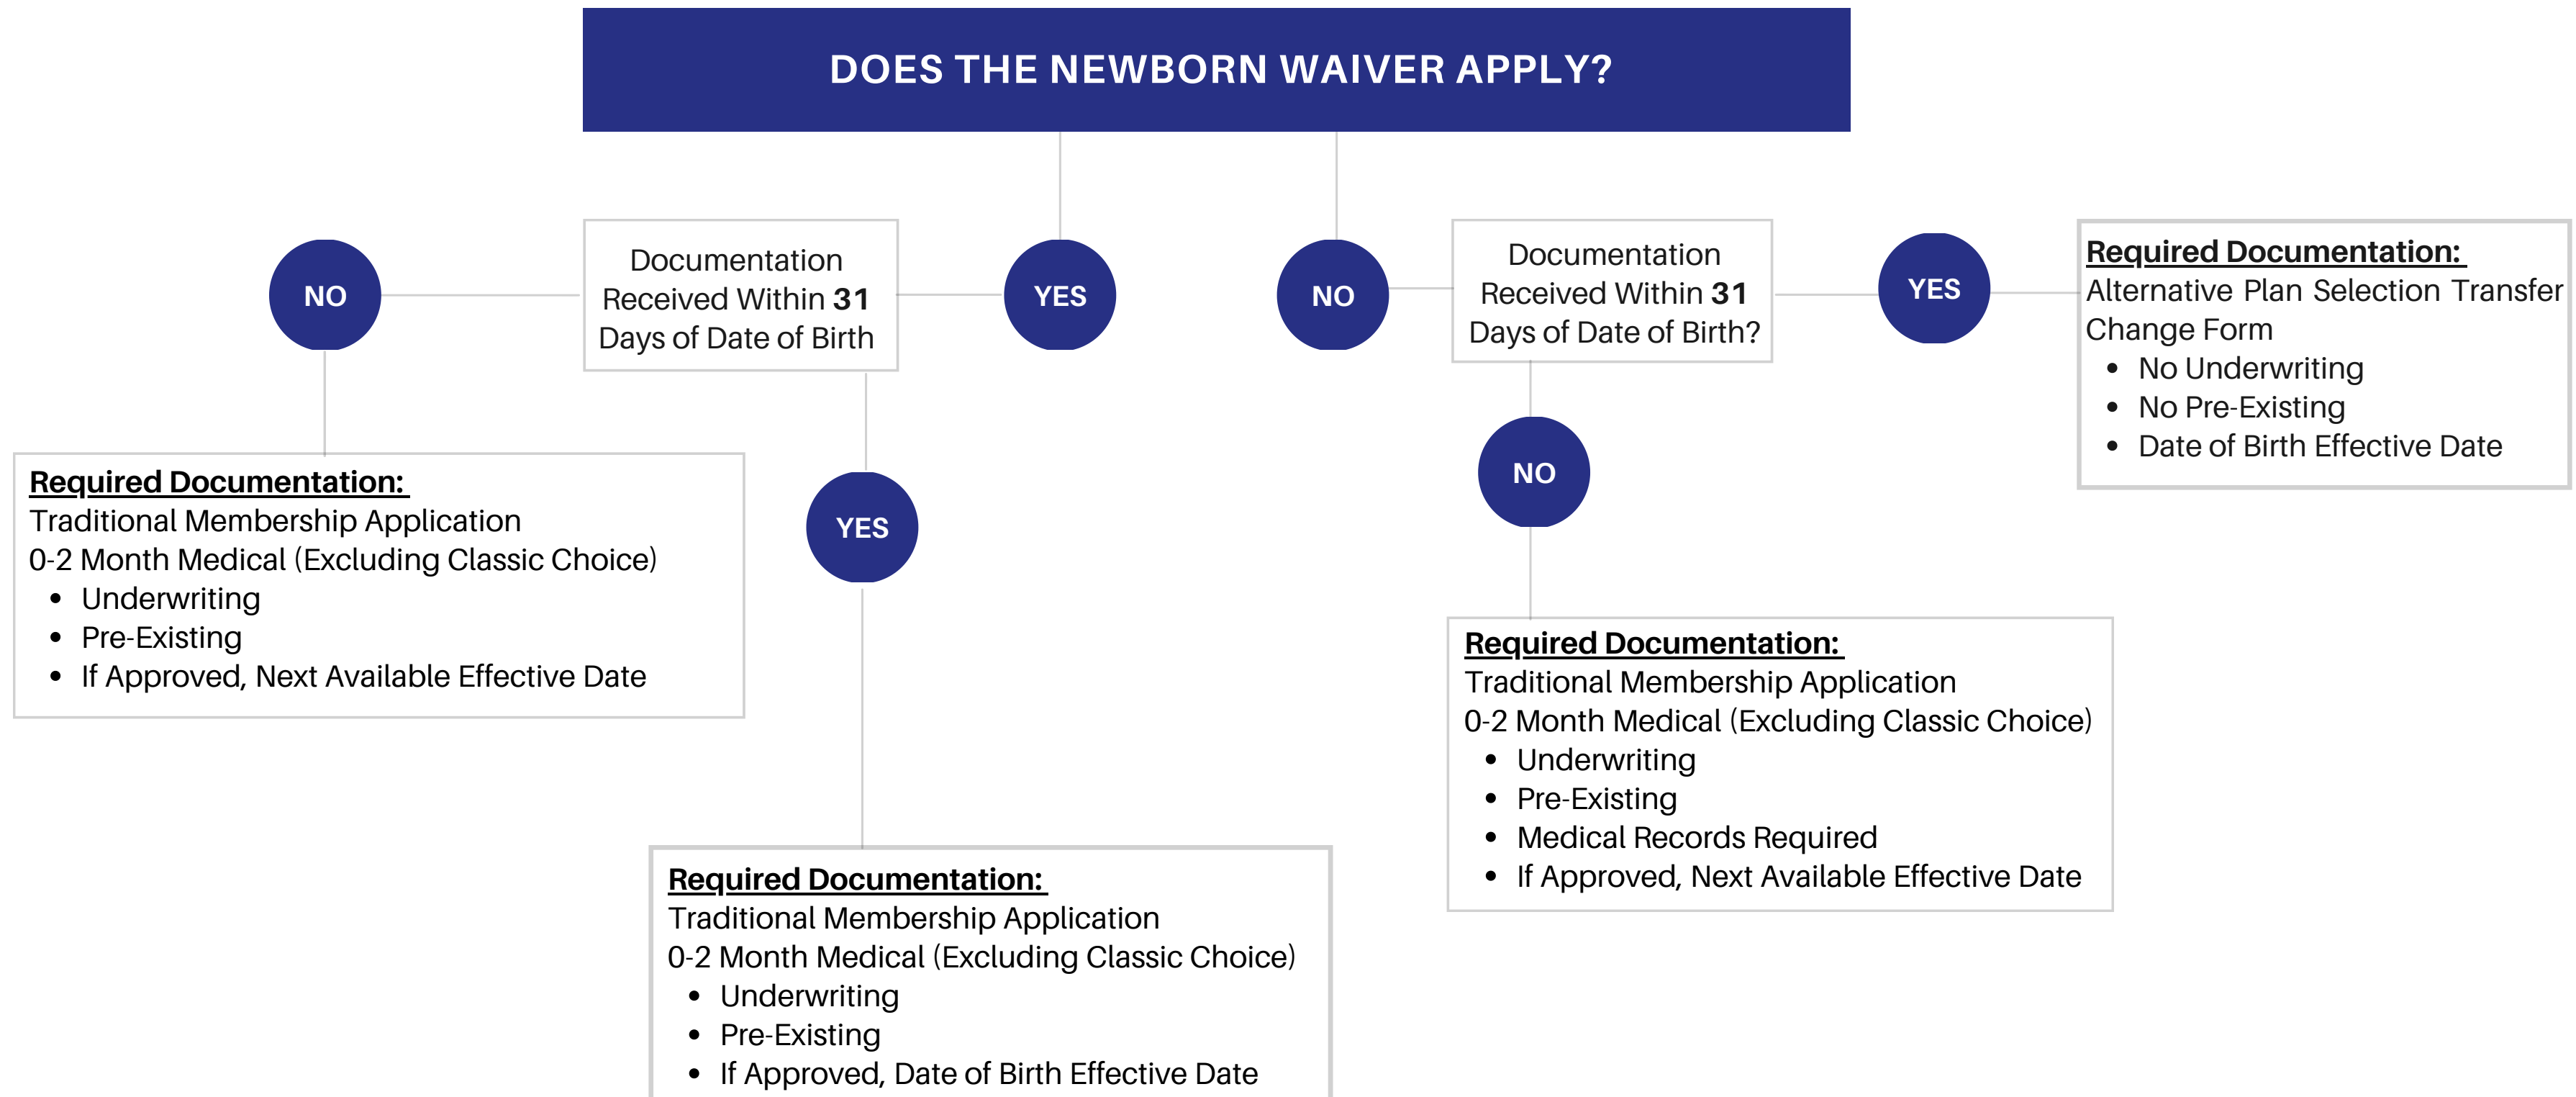 DOES THE NEWBORN WAIVER APPLY?
NO
Documentation
Received Within 31
Days of Date of Birth
YES
NO
Documentation
Received Within 31
Days of Date of Birth?
YES
Required Documentation:
Alternative Plan Selection Transfer
Change Form
• No Underwriting
• No Pre-Existing
• Date of Birth Effective Date
Required Documentation:
Traditional Membership Application
0-2 Month Medical (Excluding Classic Choice)
• Underwriting
• Pre-Existing
• If Approved, Next Available Effective Date
YES
NO
Required Documentation:
Traditional Membership Application
0-2 Month Medical (Excluding Classic Choice)
• Underwriting
• Pre-Existing
• Medical Records Required
• If Approved, Next Available Effective Date
Required Documentation:
Traditional Membership Application
0-2 Month Medical (Excluding Classic Choice)
• Underwriting
• Pre-Existing
• If Approved, Date of Birth Effective Date